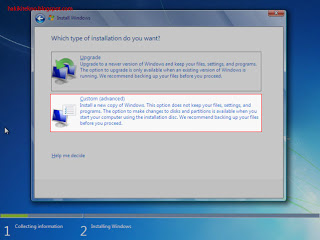 Install Windows
Which type of installation do you want?
Upgrade
Upgrade to a newer version of Windows and keep your files, settings, and programs.
The option to upgrade is only available when an existing version of Windows is
running. We recommend backing up your files before you proceed.
Custom (advanced)
Install a new copy of Windows. This option does not keep your files, settings, and
programs. The option to make changes to disks and partitions is available when you
start your computer using the installation disc. We recommend backing up your files
before you proceed.
Help me decide
1 Collecting information
2 Installing Windows